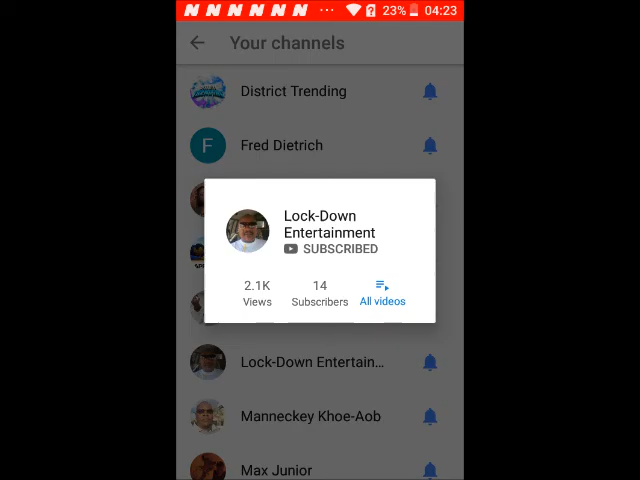 N N N N N N ... ? 23% 04:23
Your channels
District Trending
F Fred Dietrich
Lock-Down
Entertainment
SUBSCRIBED
2.1K 14
Views Subscribers All videos
Lock-Down Entertain...
Manneckey Khoe-Aob
Max Junior